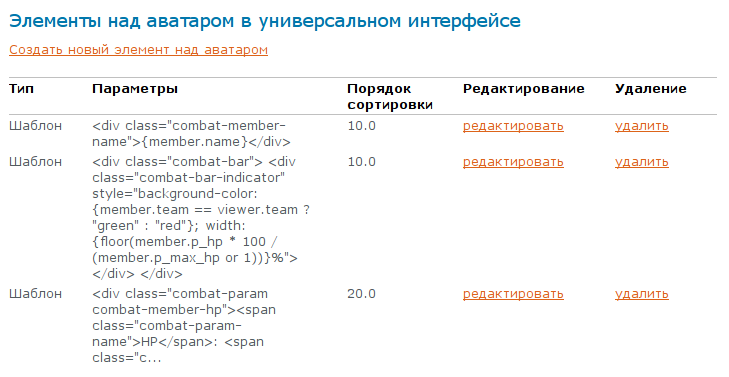 Элементы над аватаром в универсальном интерфейсе
Создать новый элемент над аватаром
Тип Параметры Порядок сортировки Редактирование Удаление
Шаблон <div class="combat-member- 10.0 редактировать удалить
name">{member.name}</div>
Шаблон <div class="combat-bar"> <div 10.0 редактировать удалить
class="combat-bar-indicator"
style="background-color:
{member.team == viewer.team ?
"green" : "red"}; width:
{floor(member.p_hp * 100 /
(member.p_max_hp or 1))}%">
</div> </div>
Шаблон <div class="combat-param 20.0 редактировать удалить
combat-member-hp"><span
class="combat-param-
name">HP</span>: <span
class="c...